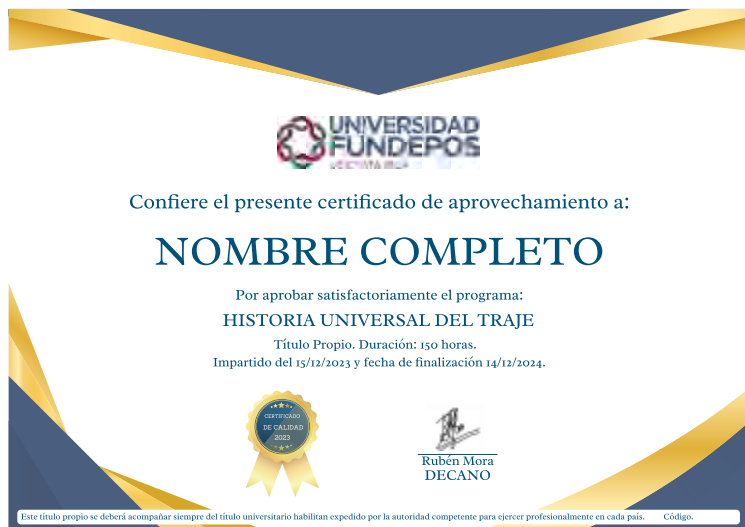 UNIVERSIDAD
FUNDEPOS
Confiere el presente certificado de aprovechamiento a:
NOMBRE COMPLETO
Por aprobar satisfactoriamente el programa:
HISTORIA UNIVERSAL DEL TRAJE
Título Propio. Duración: 150 horas.
Impartido del 15/12/2023 y fecha de finalización 14/12/2024.
CERTIFICADO
DE CALIDAD
2023
Rubén Mora
DECANO
Este título propio se deberá acompañar siempre del título universitario habilitan expedido por la autoridad competente para ejercer profesionalmente en cada país. Código.